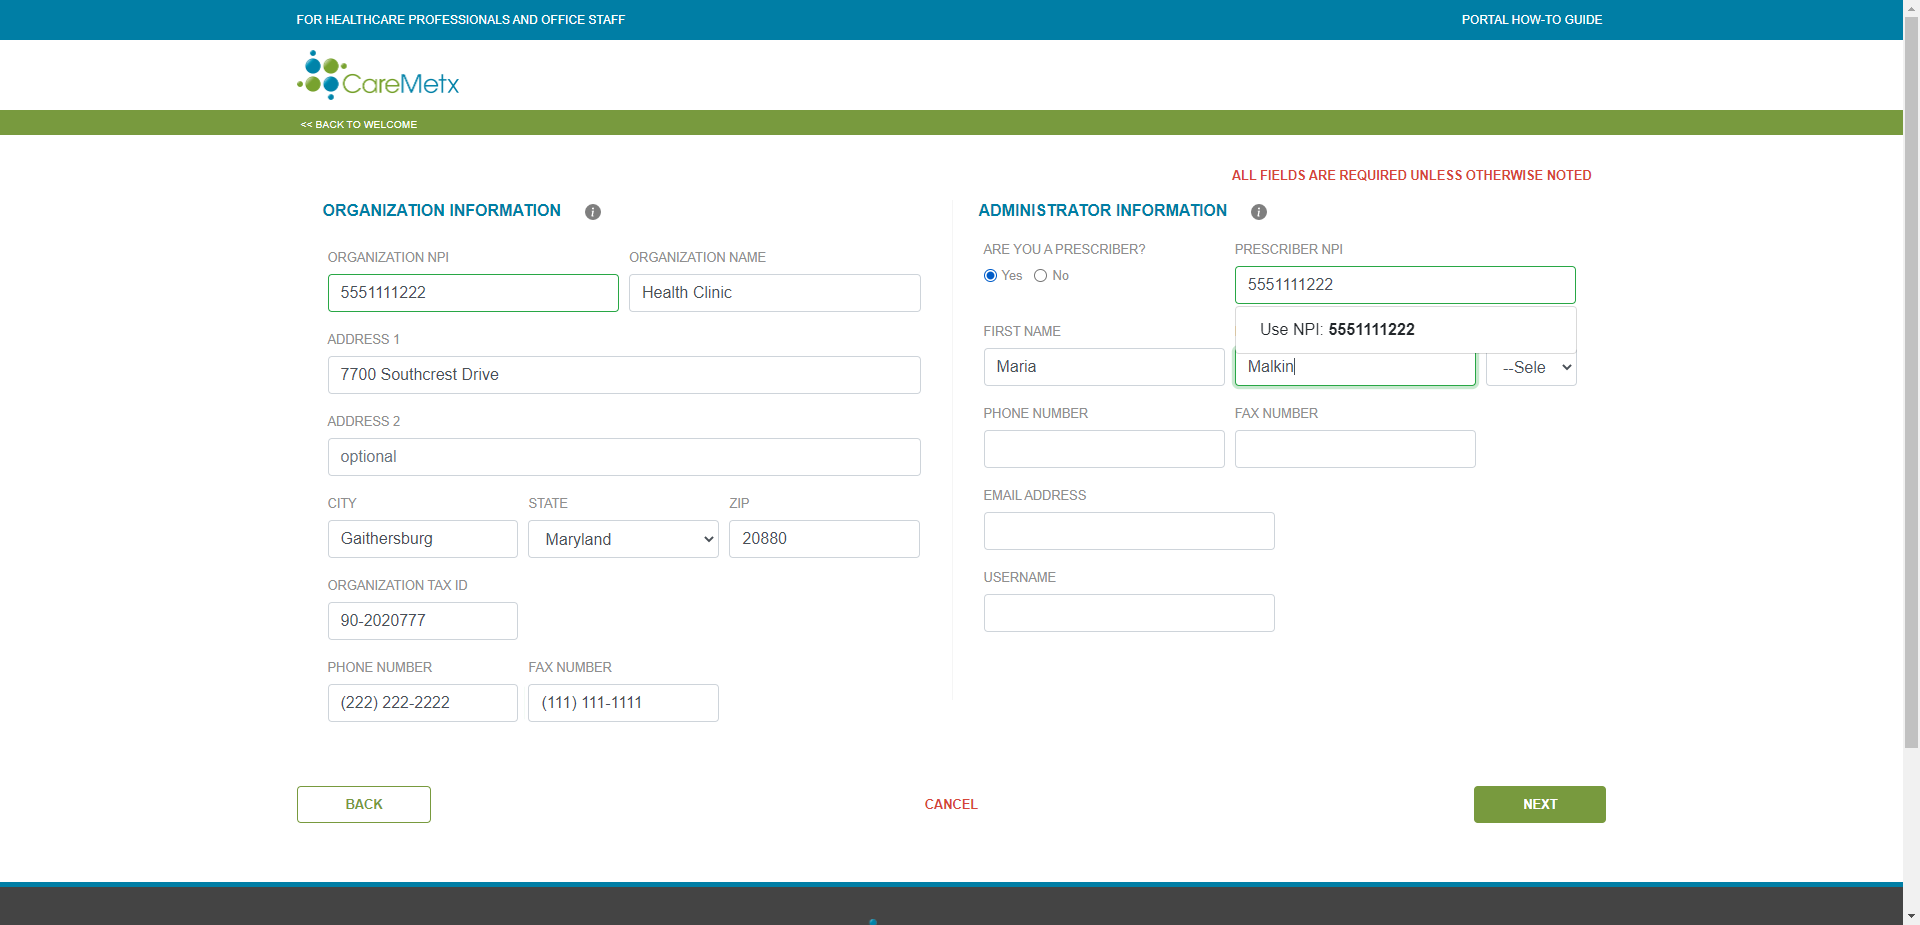 FOR HEALTHCARE PROFESSIONALS AND OFFICE STAFF
PORTAL HOW-TO GUIDE
CareMetx
<< BACK TO WELCOME
ALL FIELDS ARE REQUIRED UNLESS OTHERWISE NOTED
ORGANIZATION INFORMATION
ORGANIZATION NPI
ORGANIZATION NAME
5551111222
Health Clinic
ADDRESS 1
7700 Southcrest Drive
ADDRESS 2
optional
CITY
STATE
ZIP
Gaithersburg
Maryland
20880
ORGANIZATION TAX ID
90-2020777
PHONE NUMBER
FAX NUMBER
(222) 222-2222
(111) 111-1111
ADMINISTRATOR INFORMATION
ARE YOU A PRESCRIBER?
PRESCRIBER NPI
Yes
No
5551111222
Use NPI: 5551111222
FIRST NAME
Maria
Malkin
--Sele
PHONE NUMBER
FAX NUMBER
EMAIL ADDRESS
USERNAME
BACK
CANCEL
NEXT